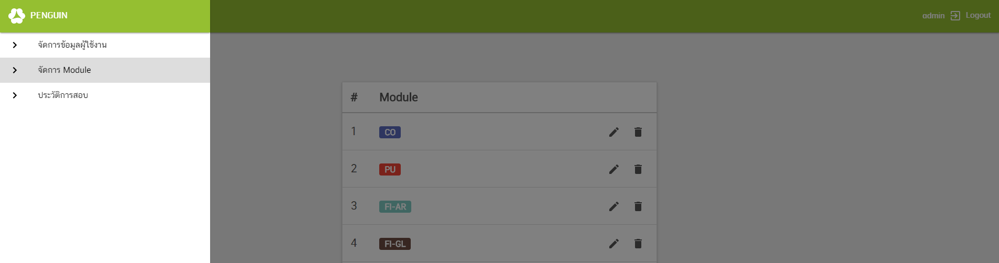 PENGUIN
admin Logout
จัดการข้อมูลผู้ใช้งาน
จัดการ Module
ประวัติการสอบ
# Module
1 CO
2 PU
3 FI-AR
4 FI-GL